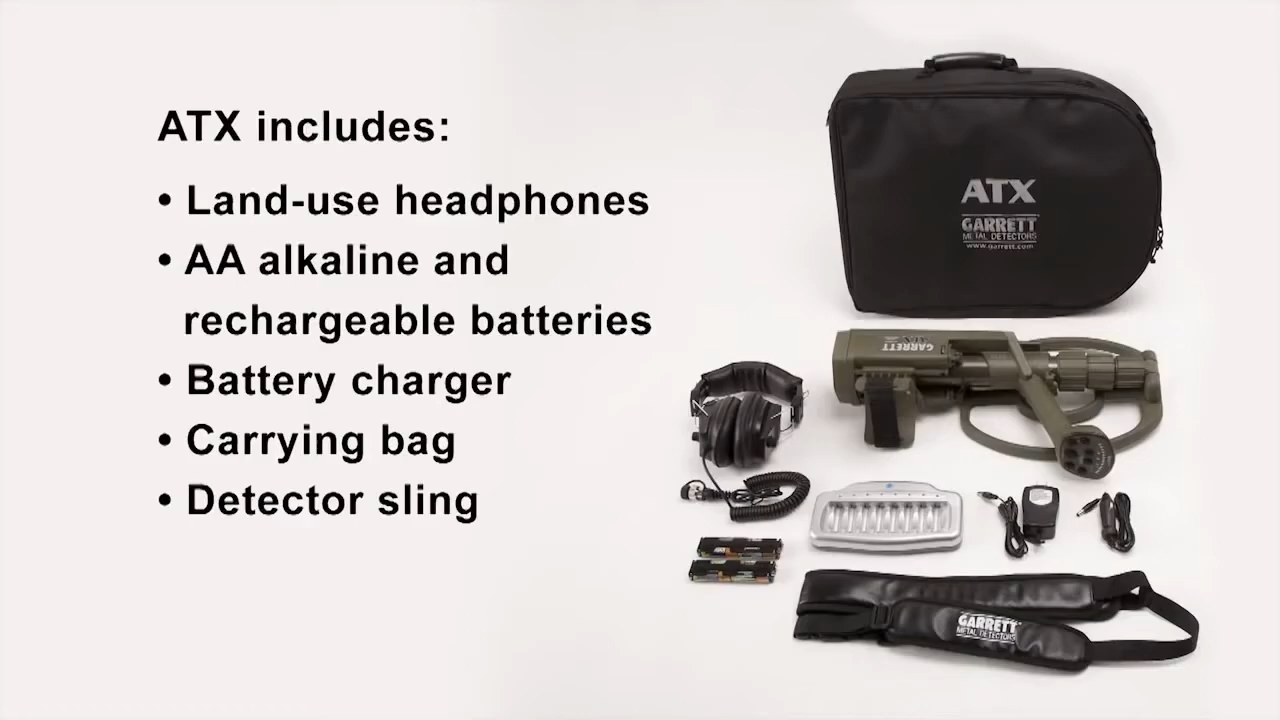 ATX includes:
• Land-use headphones
• AA alkaline and
rechargeable batteries
• Battery charger
• Carrying bag
• Detector sling
ATX
GARRETT
METAL DETECTORS
www.garrett.com
GARRETT
ATX
GARRETT
METAL DETECTORS